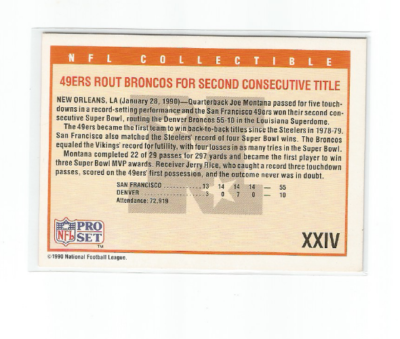 NFL COLLECTIBLE
49ERS ROUT BRONCOS FOR SECOND CONSECUTIVE TITLE
NEW ORLEANS, LA (January 28, 1990)—Quarterback Joe Montana passed for five touch-
downs in a record-setting performance and the San Francisco 49ers won their second con-
secutive Super Bowl, routing the Denver Broncos 55-10 in the Louisiana Superdome.
The 49ers became the first team to win back-to-back titles since the Steelers in 1978-79.
San Francisco also matched the Steelers' record of four Super Bowl wins. The Broncos
equalled the Vikings' record for futility, with four losses in as many tries in the Super Bowl.
Montana completed 22 of 29 passes for 297 yards and became the first player to win
three Super Bowl MVP awards. Receiver Jerry Rice, who caught a record three touchdown
passes, scored on the 49ers' first possession, and the outcome never was in doubt.
SAN FRANCISCO ........... 13 14 14 14 — 55
DENVER ........... 3 0 7 0 — 10
Attendance: 72,919
NFL PRO SET ™
XXIV
©1990 National Football League.